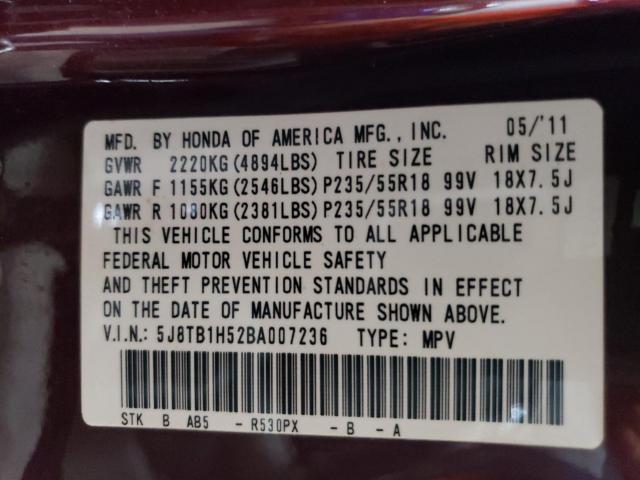 MFD. BY HONDA OF AMERICA MFG., INC. 05/'11
GVWR 2220KG(4894LBS) TIRE SIZE RIM SIZE
GAWR F 1155KG(2546LBS) P235/55R18 99V 18X7.5J
GAWR R 1080KG(2381LBS) P235/55R18 99V 18X7.5J
THIS VEHICLE CONFORMS TO ALL APPLICABLE
FEDERAL MOTOR VEHICLE SAFETY
AND THEFT PREVENTION STANDARDS IN EFFECT
ON THE DATE OF MANUFACTURE SHOWN ABOVE.
V.I.N.: 5J8TB1H52BA007236 TYPE: MPV
STK B AB5 - R530PX - B - A